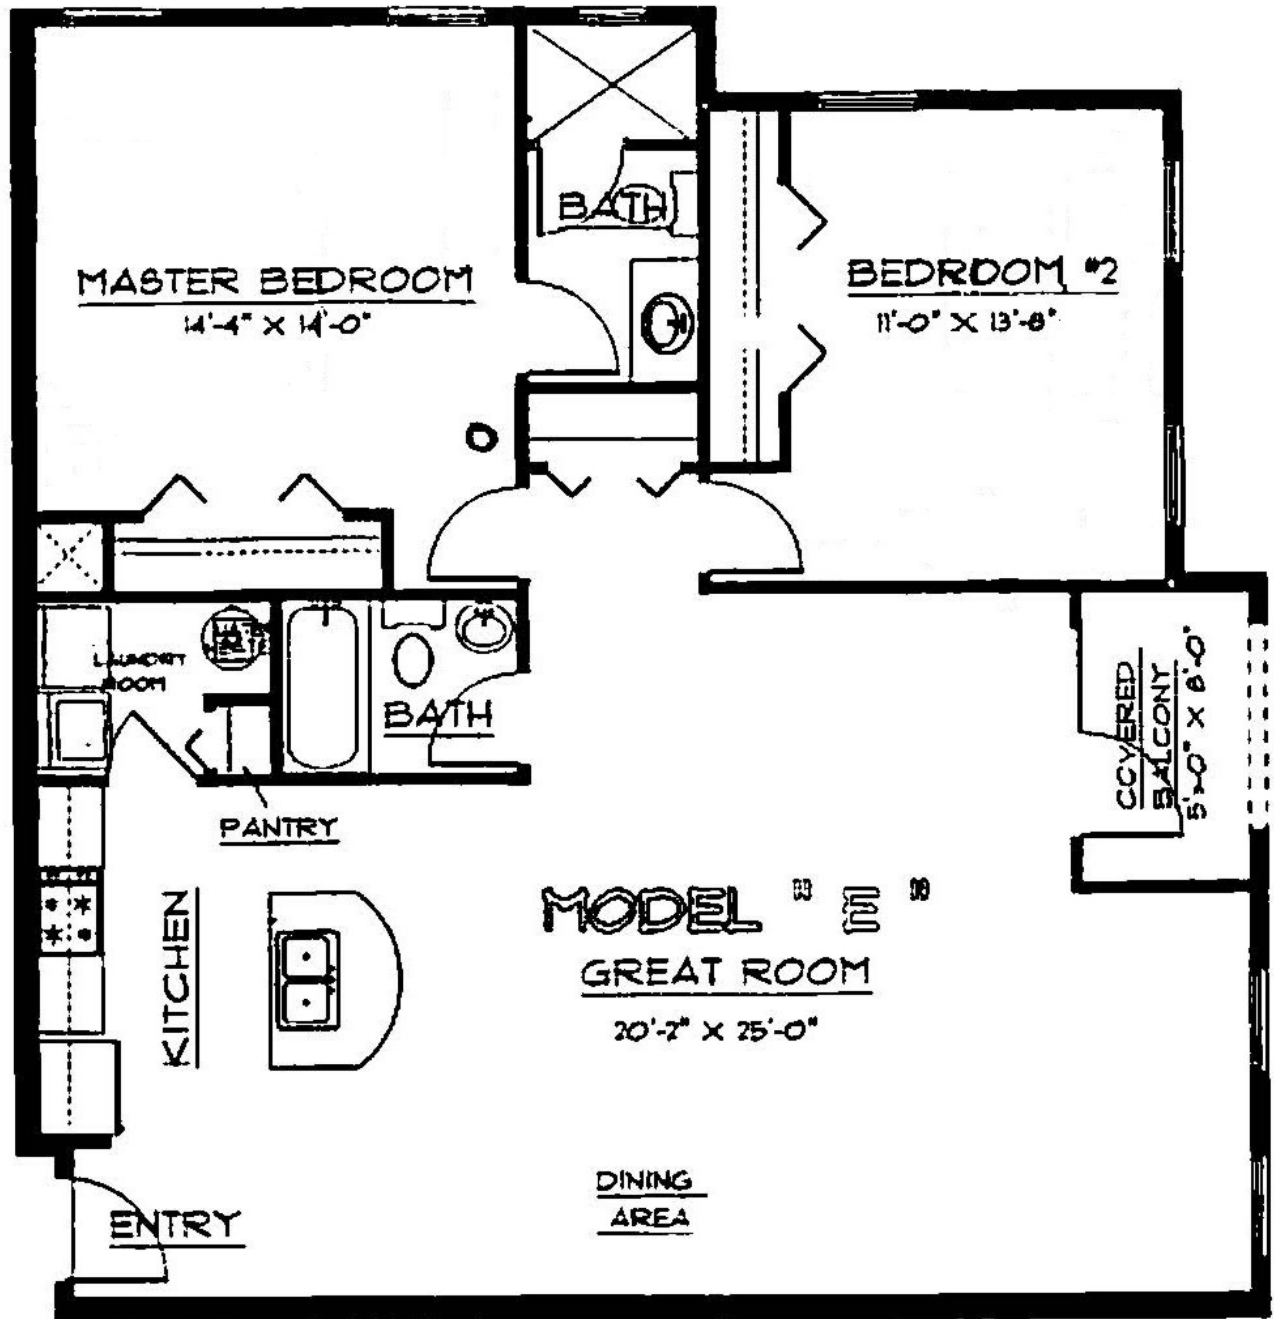 BATH
MASTER BEDROOM
14'-4" X 14'-0"
BEDROOM #2
11'-0" X 13'-8"
LAUNDRY
ROOM
BATH
PANTRY
COVERED
BALCONY
5'-0" X 8'-0"
KITCHEN
MODEL "E"
GREAT ROOM
20'-2" X 25'-0"
DINING
AREA
ENTRY